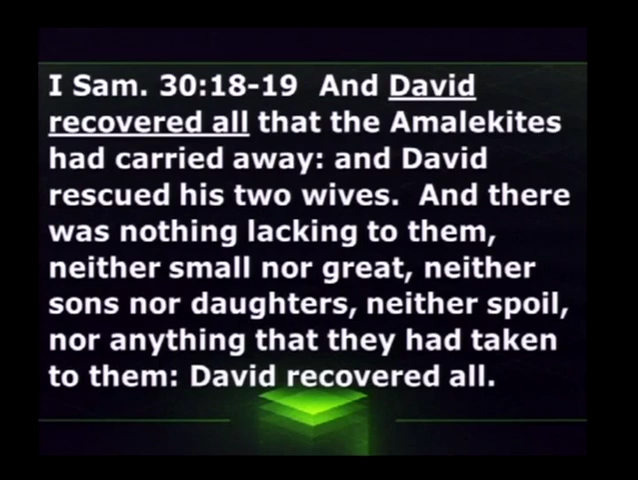 I Sam. 30:18-19  And David
recovered all that the Amalekites
had carried away: and David
rescued his two wives.  And there
was nothing lacking to them,
neither small nor great, neither
sons nor daughters, neither spoil,
nor anything that they had taken
to them: David recovered all.